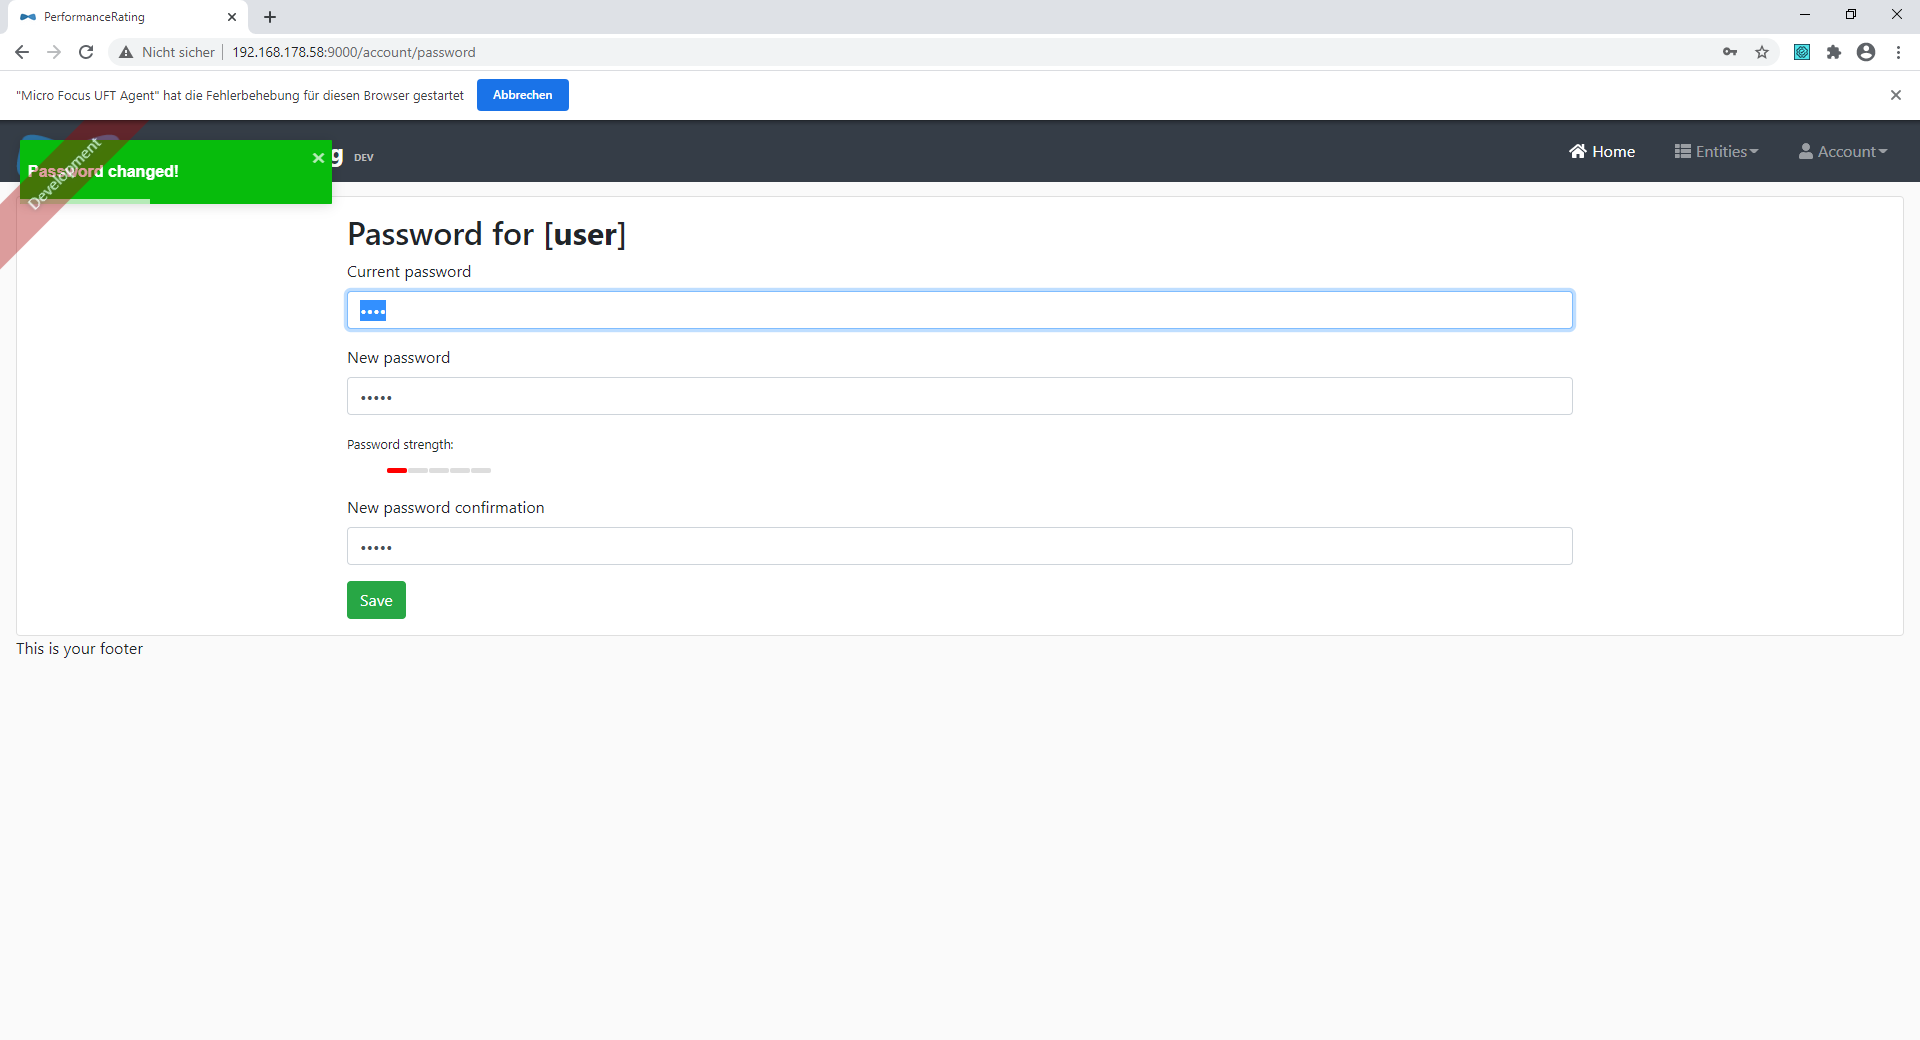 PerformanceRating
Nicht sicher
192.168.178.58:9000/account/password
"Micro Focus UFT Agent" hat die Fehlerbehebung für diesen Browser gestartet
Abbrechen
Development
Password changed!
g DEV
Home
Entities
Account
Password for [user]
Current password
••••
New password
•••••
Password strength:
New password confirmation
•••••
Save
This is your footer